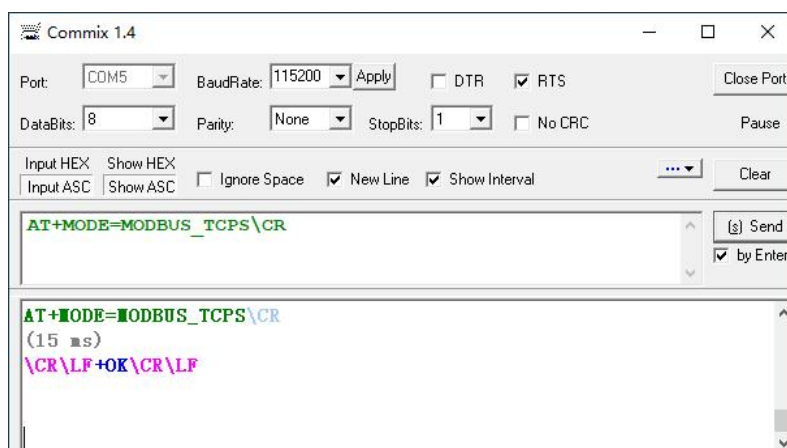 Commix 1.4
Port: COM5 BaudRate: 115200 Apply DTR RTS Close Port
DataBits: 8 Parity: None StopBits: 1 No CRC Pause
Input HEX Show HEX
Input ASC Show ASC Ignore Space New Line Show Interval ... Clear
AT+MODE=MODBUS_TCPS\CR (s) Send
by Enter
AT+MODE=MODBUS_TCPS\CR
(15 ms)
\CR\LF+OK\CR\LF